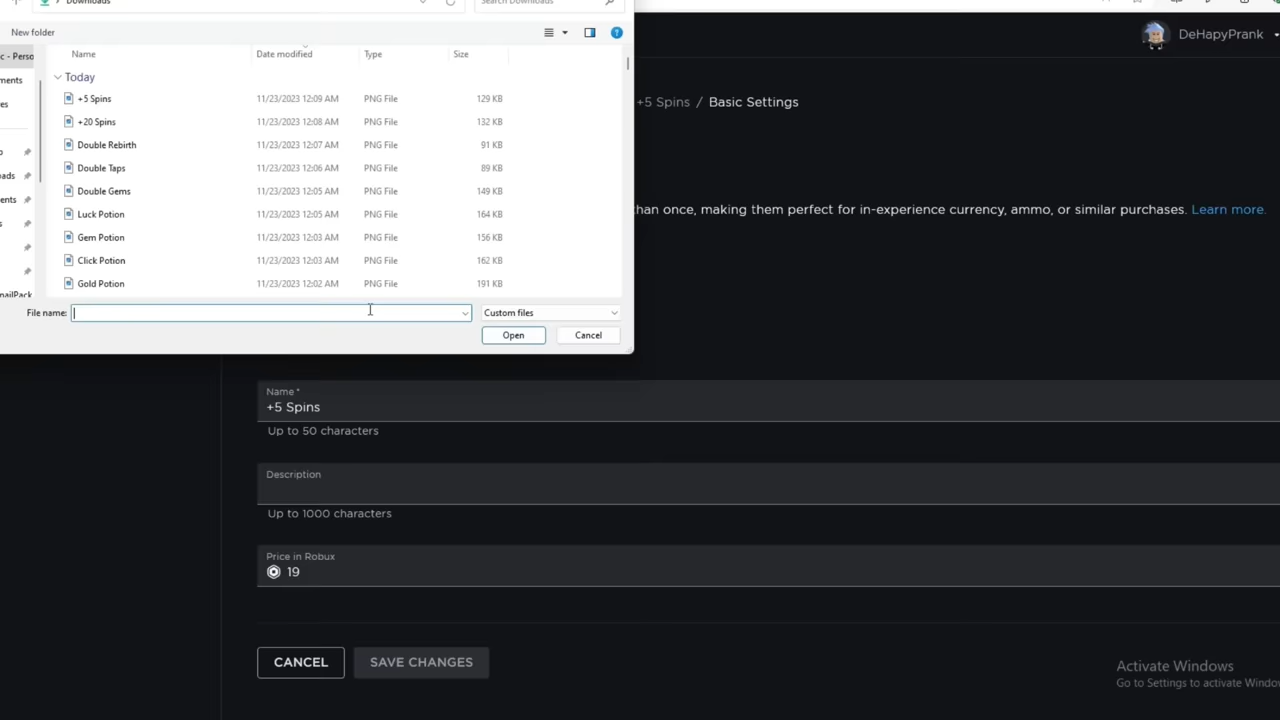 Downloads
Search Downloads
New folder
DeHapyPrank
c - Perso
Name
Date modified
Type
Size
Today
+5 Spins 11/23/2023 12:09 AM PNG File 129 KB
+20 Spins 11/23/2023 12:08 AM PNG File 132 KB
Double Rebirth 11/23/2023 12:07 AM PNG File 91 KB
Double Taps 11/23/2023 12:06 AM PNG File 89 KB
Double Gems 11/23/2023 12:05 AM PNG File 149 KB
Luck Potion 11/23/2023 12:05 AM PNG File 164 KB
Gem Potion 11/23/2023 12:03 AM PNG File 156 KB
Click Potion 11/23/2023 12:03 AM PNG File 162 KB
Gold Potion 11/23/2023 12:02 AM PNG File 191 KB
File name:
Custom files
Open
Cancel
+5 Spins / Basic Settings
han once, making them perfect for in-experience currency, ammo, or similar purchases. Learn more.
Name *
+5 Spins
Up to 50 characters
Description
Up to 1000 characters
Price in Robux
19
CANCEL
SAVE CHANGES
Activate Windows
Go to Settings to activate Windo